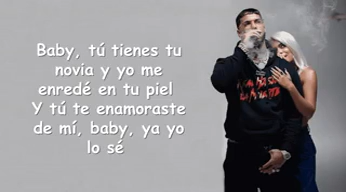 Baby, tú tienes tu
novia y yo me
enredé en tu piel
Y tú te enamoraste
de mí, baby, ya yo
lo sé